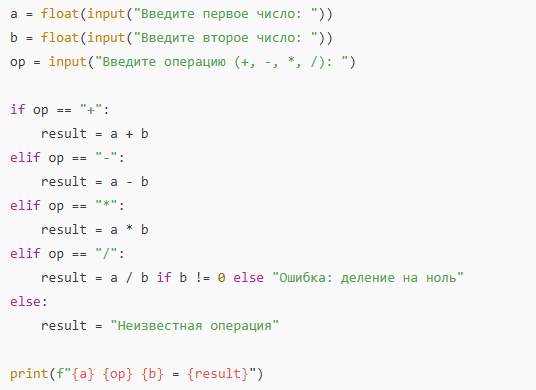 a = float(input("Введите первое число: "))
b = float(input("Введите второе число: "))
op = input("Введите операцию (+, -, *, /): ")

if op == "+":
    result = a + b
elif op == "-":
    result = a - b
elif op == "*":
    result = a * b
elif op == "/":
    result = a / b if b != 0 else "Ошибка: деление на ноль"
else:
    result = "Неизвестная операция"

print(f"{a} {op} {b} = {result}")